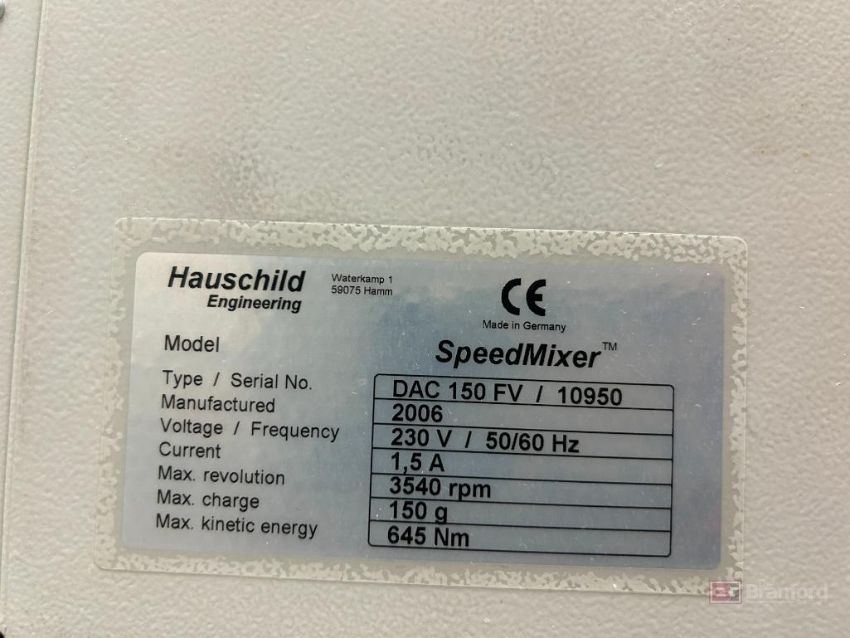 Hauschild
Engineering
Waterkamp 1
59075 Hamm
CE
Made in Germany
Model SpeedMixer™
Type / Serial No. DAC 150 FV / 10950
Manufactured 2006
Voltage / Frequency 230 V / 50/60 Hz
Current 1,5 A
Max. revolution 3540 rpm
Max. charge 150 g
Max. kinetic energy 645 Nm
Bramford